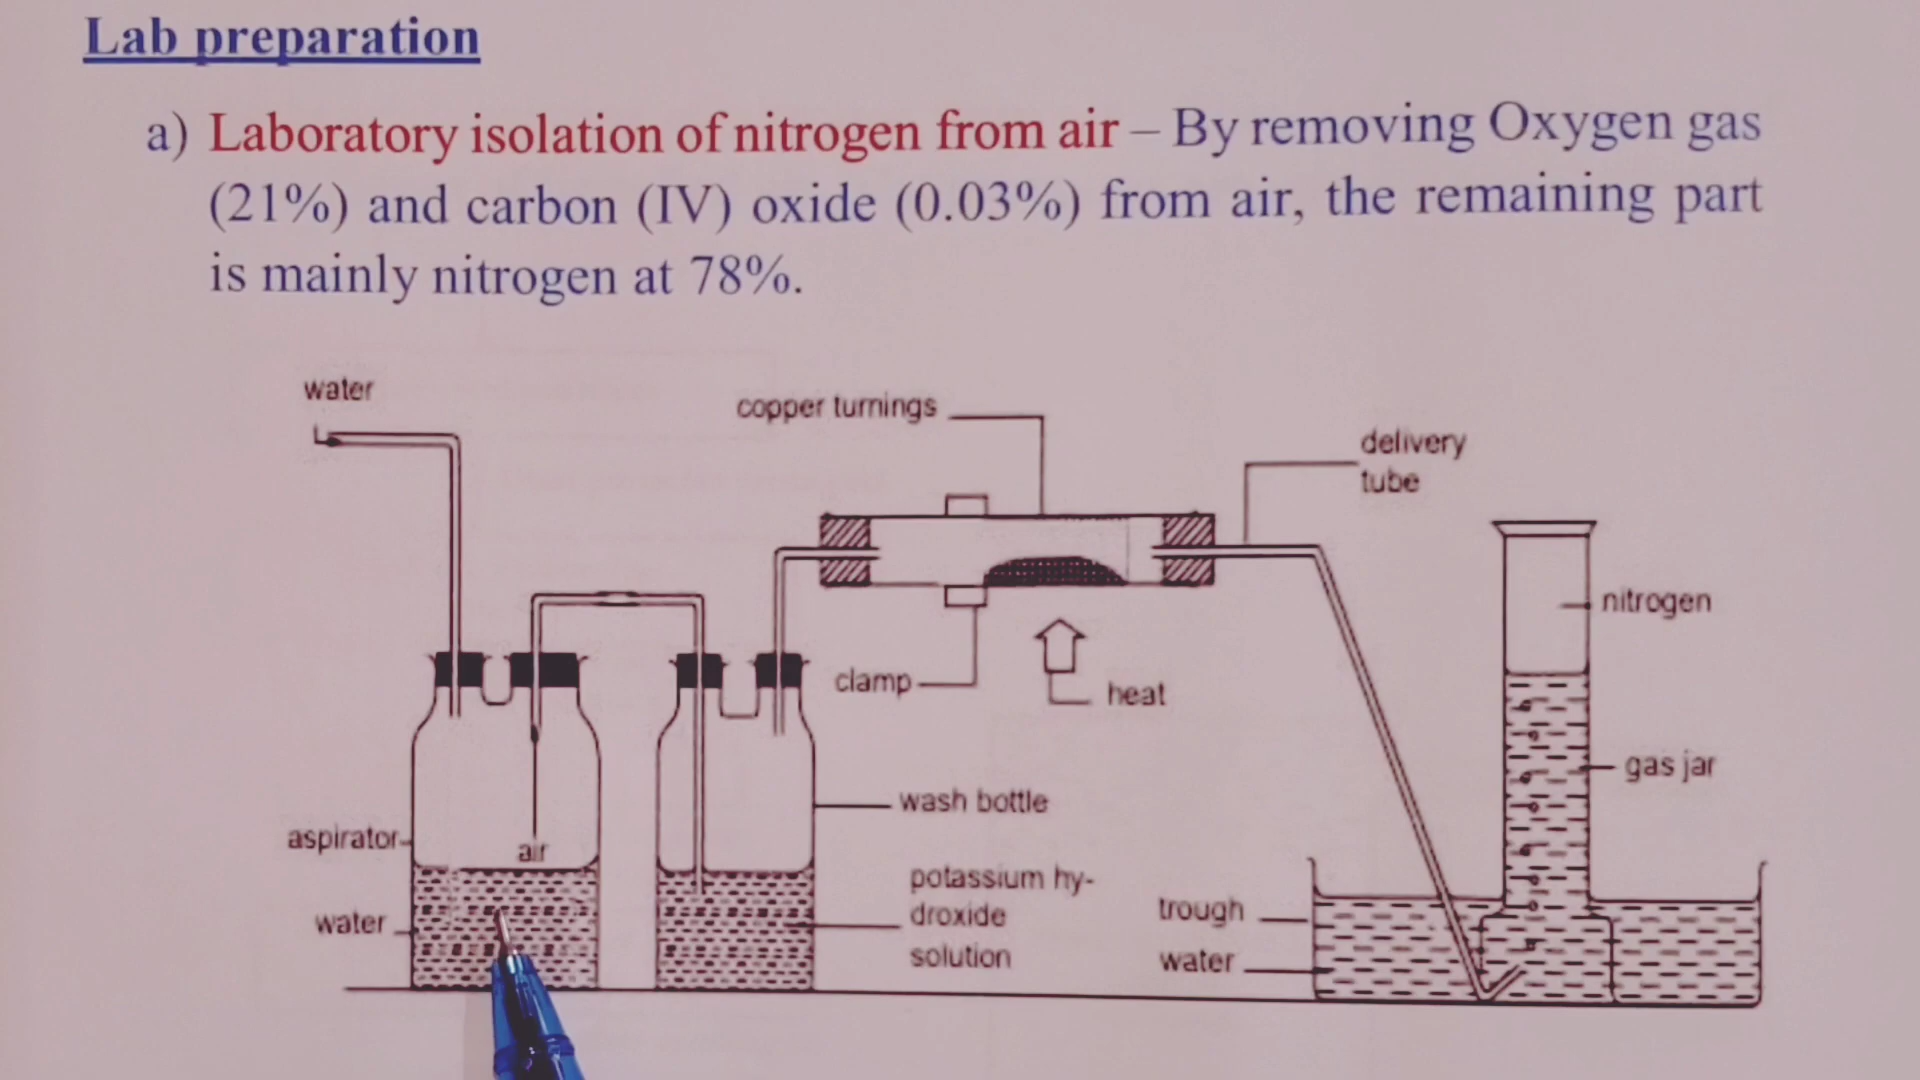 Lab preparation
a) Laboratory isolation of nitrogen from air – By removing Oxygen gas
(21%) and carbon (IV) oxide (0.03%) from air, the remaining part
is mainly nitrogen at 78%.
water
copper turnings
delivery
tube
nitrogen
clamp
heat
gas jar
wash bottle
aspirator
air
potassium hy-
droxide
solution
water
trough
water